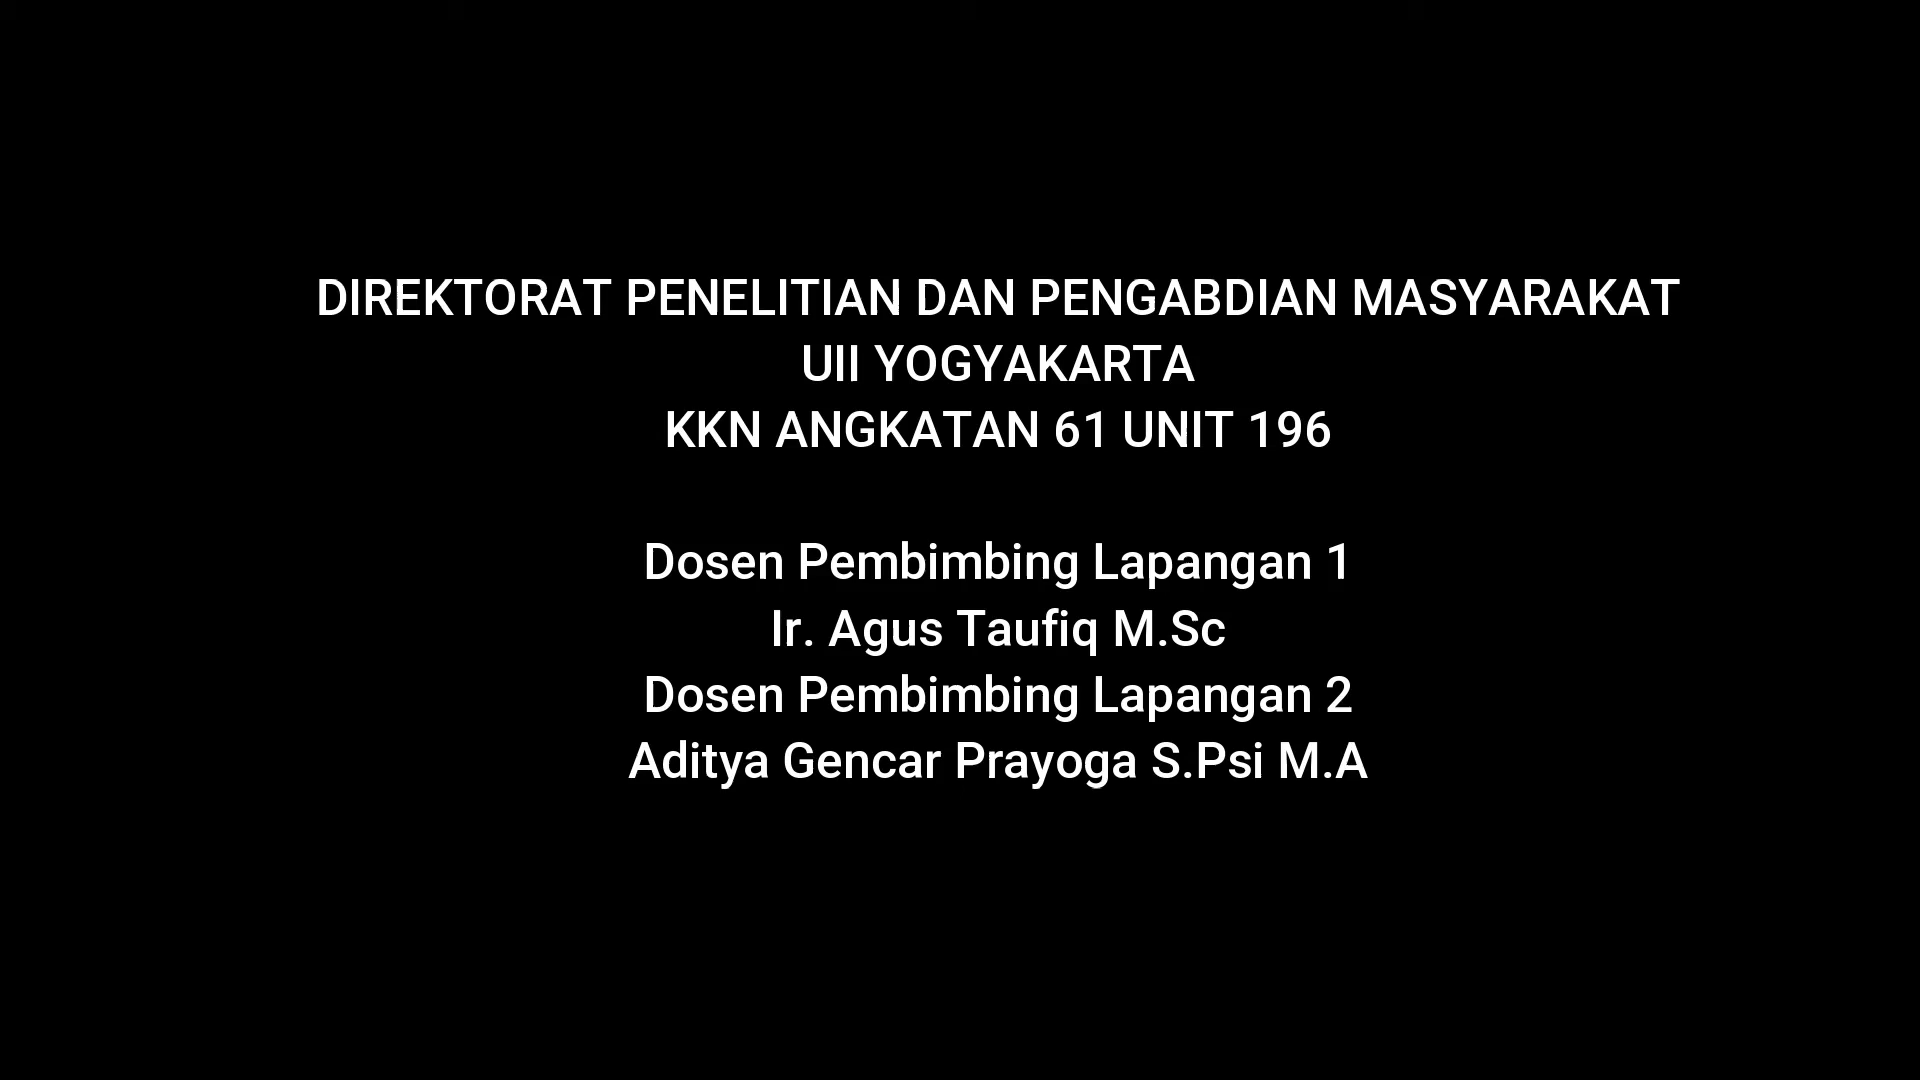 DIREKTORAT PENELITIAN DAN PENGABDIAN MASYARAKAT
UII YOGYAKARTA
KKN ANGKATAN 61 UNIT 196
Dosen Pembimbing Lapangan 1
Ir. Agus Taufiq M.Sc
Dosen Pembimbing Lapangan 2
Aditya Gencar Prayoga S.Psi M.A